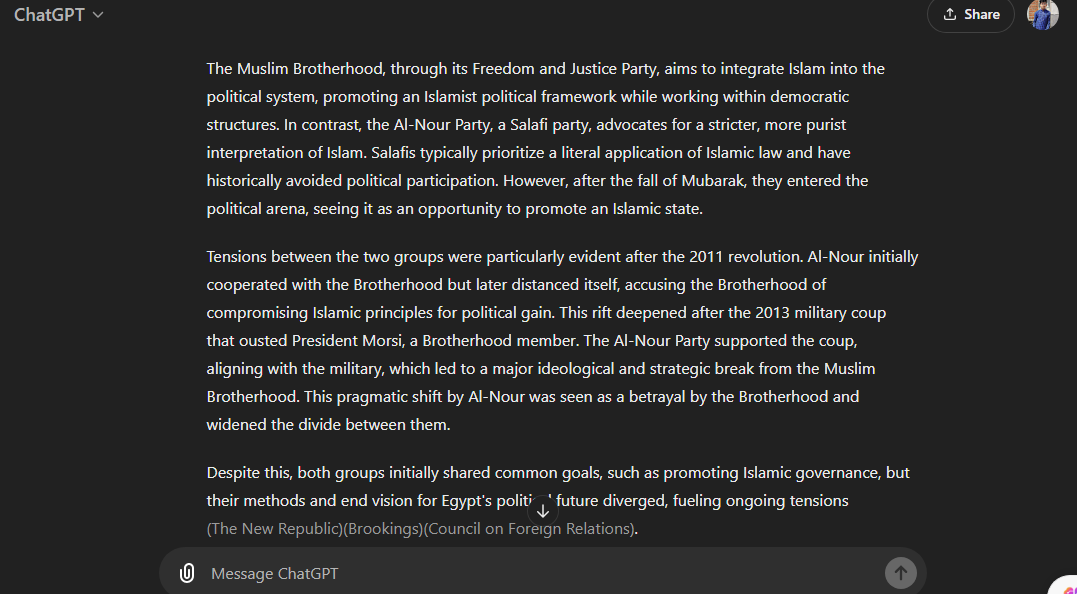 ChatGPT
Share
The Muslim Brotherhood, through its Freedom and Justice Party, aims to integrate Islam into the
political system, promoting an Islamist political framework while working within democratic
structures. In contrast, the Al-Nour Party, a Salafi party, advocates for a stricter, more purist
interpretation of Islam. Salafis typically prioritize a literal application of Islamic law and have
historically avoided political participation. However, after the fall of Mubarak, they entered the
political arena, seeing it as an opportunity to promote an Islamic state.
Tensions between the two groups were particularly evident after the 2011 revolution. Al-Nour initially
cooperated with the Brotherhood but later distanced itself, accusing the Brotherhood of
compromising Islamic principles for political gain. This rift deepened after the 2013 military coup
that ousted President Morsi, a Brotherhood member. The Al-Nour Party supported the coup,
aligning with the military, which led to a major ideological and strategic break from the Muslim
Brotherhood. This pragmatic shift by Al-Nour was seen as a betrayal by the Brotherhood and
widened the divide between them.
Despite this, both groups initially shared common goals, such as promoting Islamic governance, but
their methods and end vision for Egypt's political future diverged, fueling ongoing tensions
(The New Republic)(Brookings)(Council on Foreign Relations).
Message ChatGPT